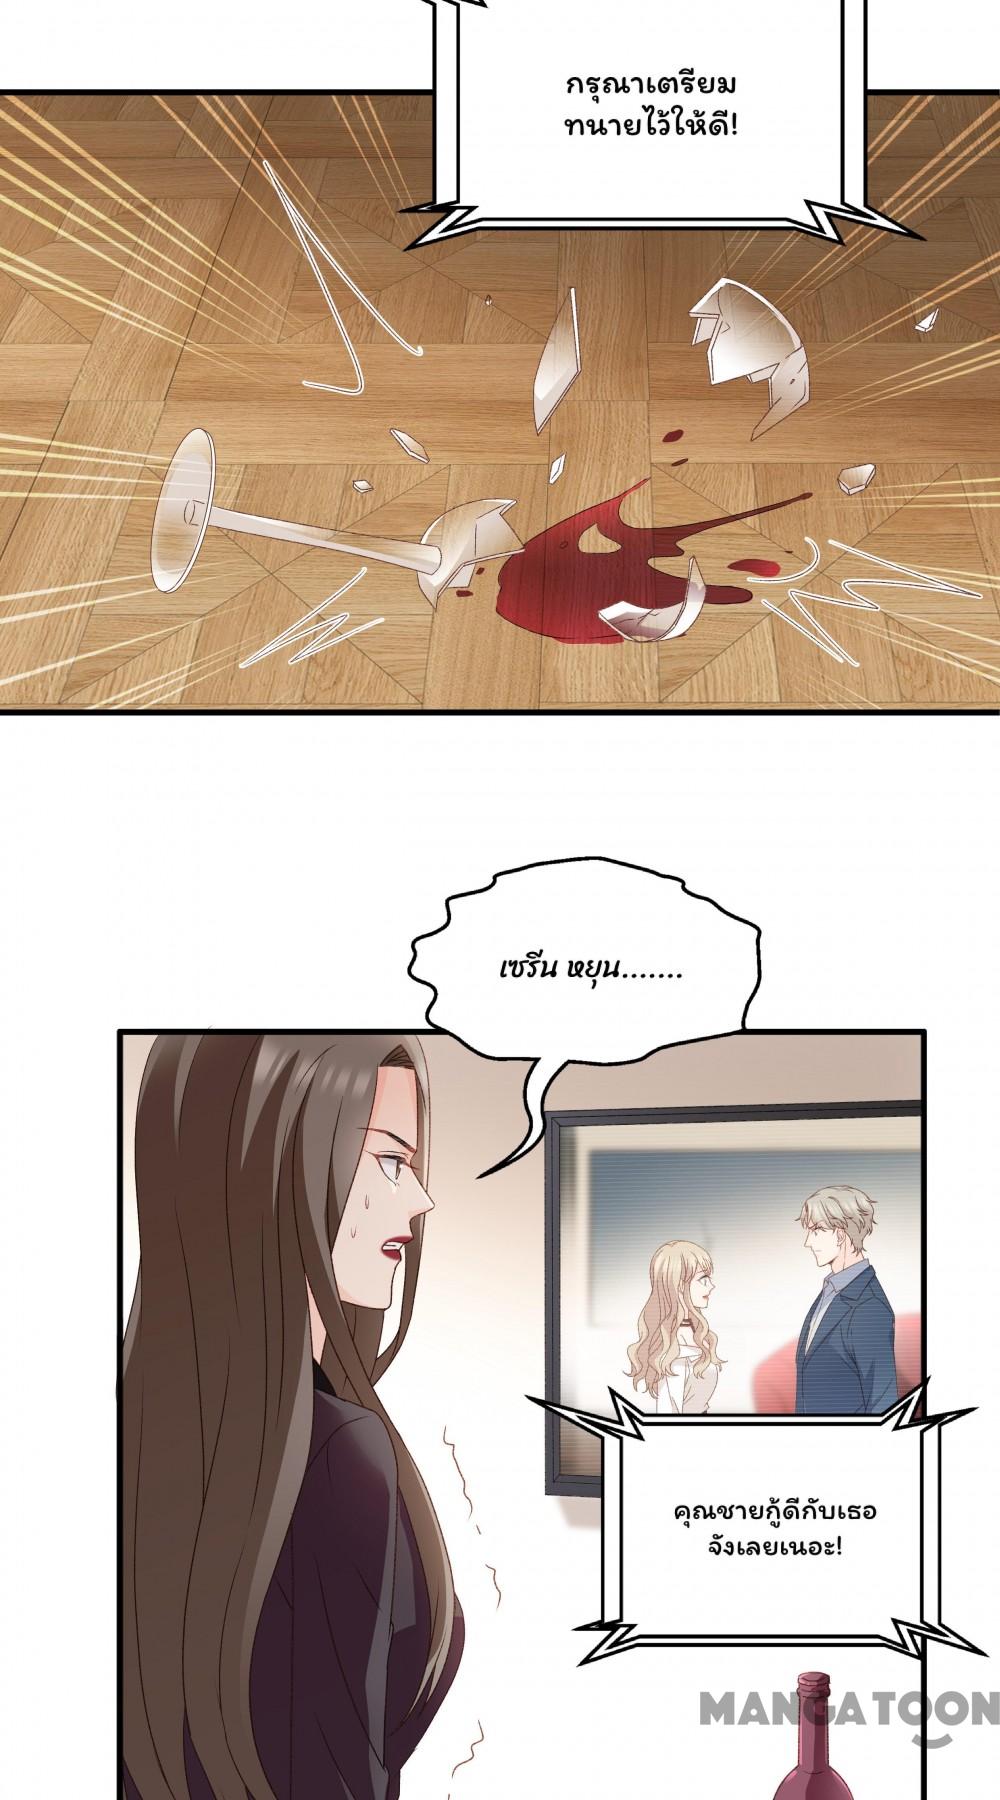 กรุณาเตรียม
ทนายไว้ให้ดี!
เซรีน หยุน.......
คุณชายกู้ดีกับเธอ
จังเลยเนอะ!
MANGATOON